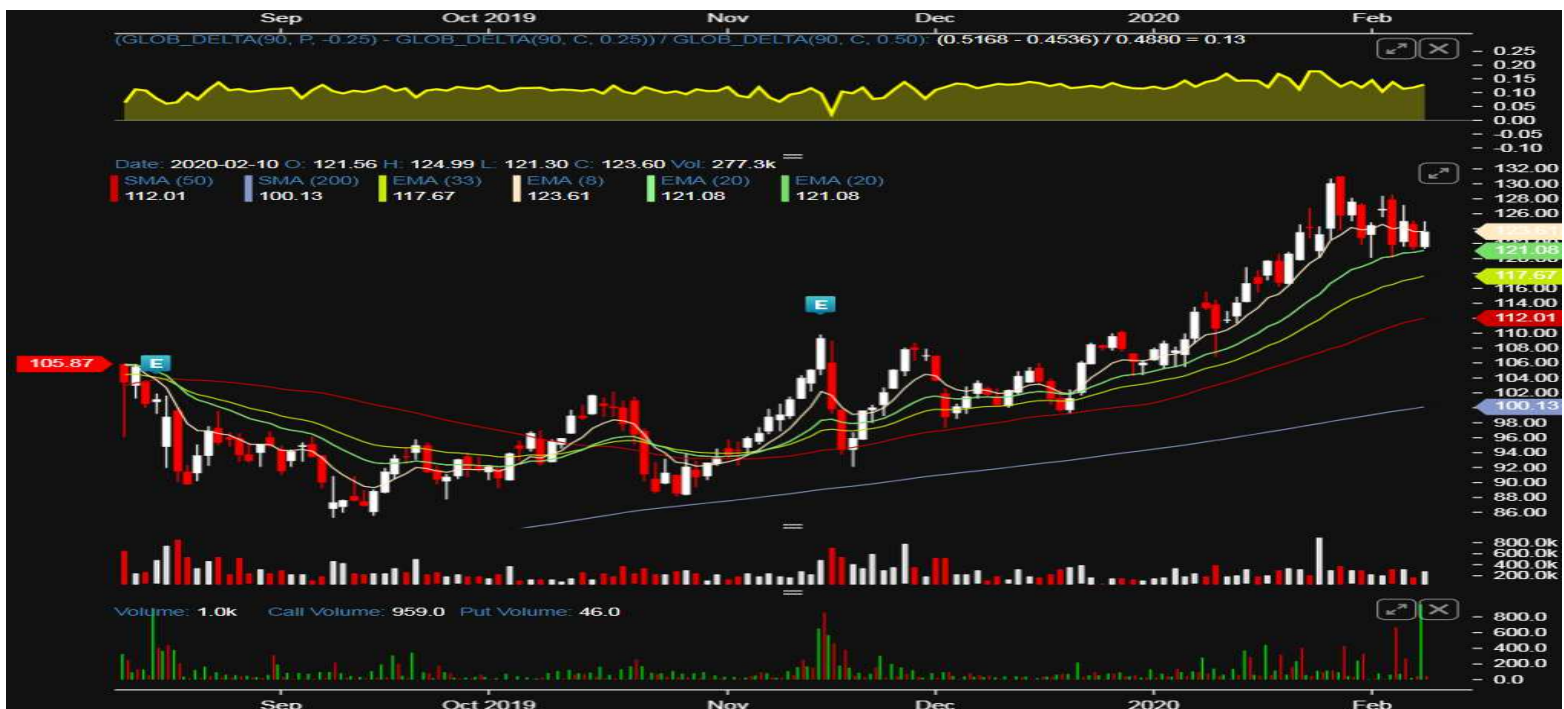 Sep Oct 2019 Nov Dec 2020 Feb
(GLOB_DELTA(90, P, -0.25) - GLOB_DELTA(90, C, 0.25)) / GLOB_DELTA(90, C, 0.50): (0.5168 - 0.4536) / 0.4880 = 0.13
0.25
0.20
0.15
0.10
0.05
0.00
-0.05
-0.10
Date: 2020-02-10 O: 121.56 H: 124.99 L: 121.30 C: 123.60 Vol: 277.3k
SMA (50) SMA (200) EMA (33) EMA (8) EMA (20) EMA (20)
112.01 100.13 117.67 123.61 121.08 121.08
132.00
130.00
128.00
126.00
123.61
121.08
117.67
116.00
114.00
112.01
110.00
108.00
105.87
E
E
106.00
104.00
102.00
100.13
98.00
96.00
94.00
92.00
90.00
88.00
86.00
800.0k
600.0k
400.0k
200.0k
Volume: 1.0k Call Volume: 959.0 Put Volume: 46.0
800.0
600.0
400.0
200.0
0.0
Sep Oct 2019 Nov Dec 2020 Feb